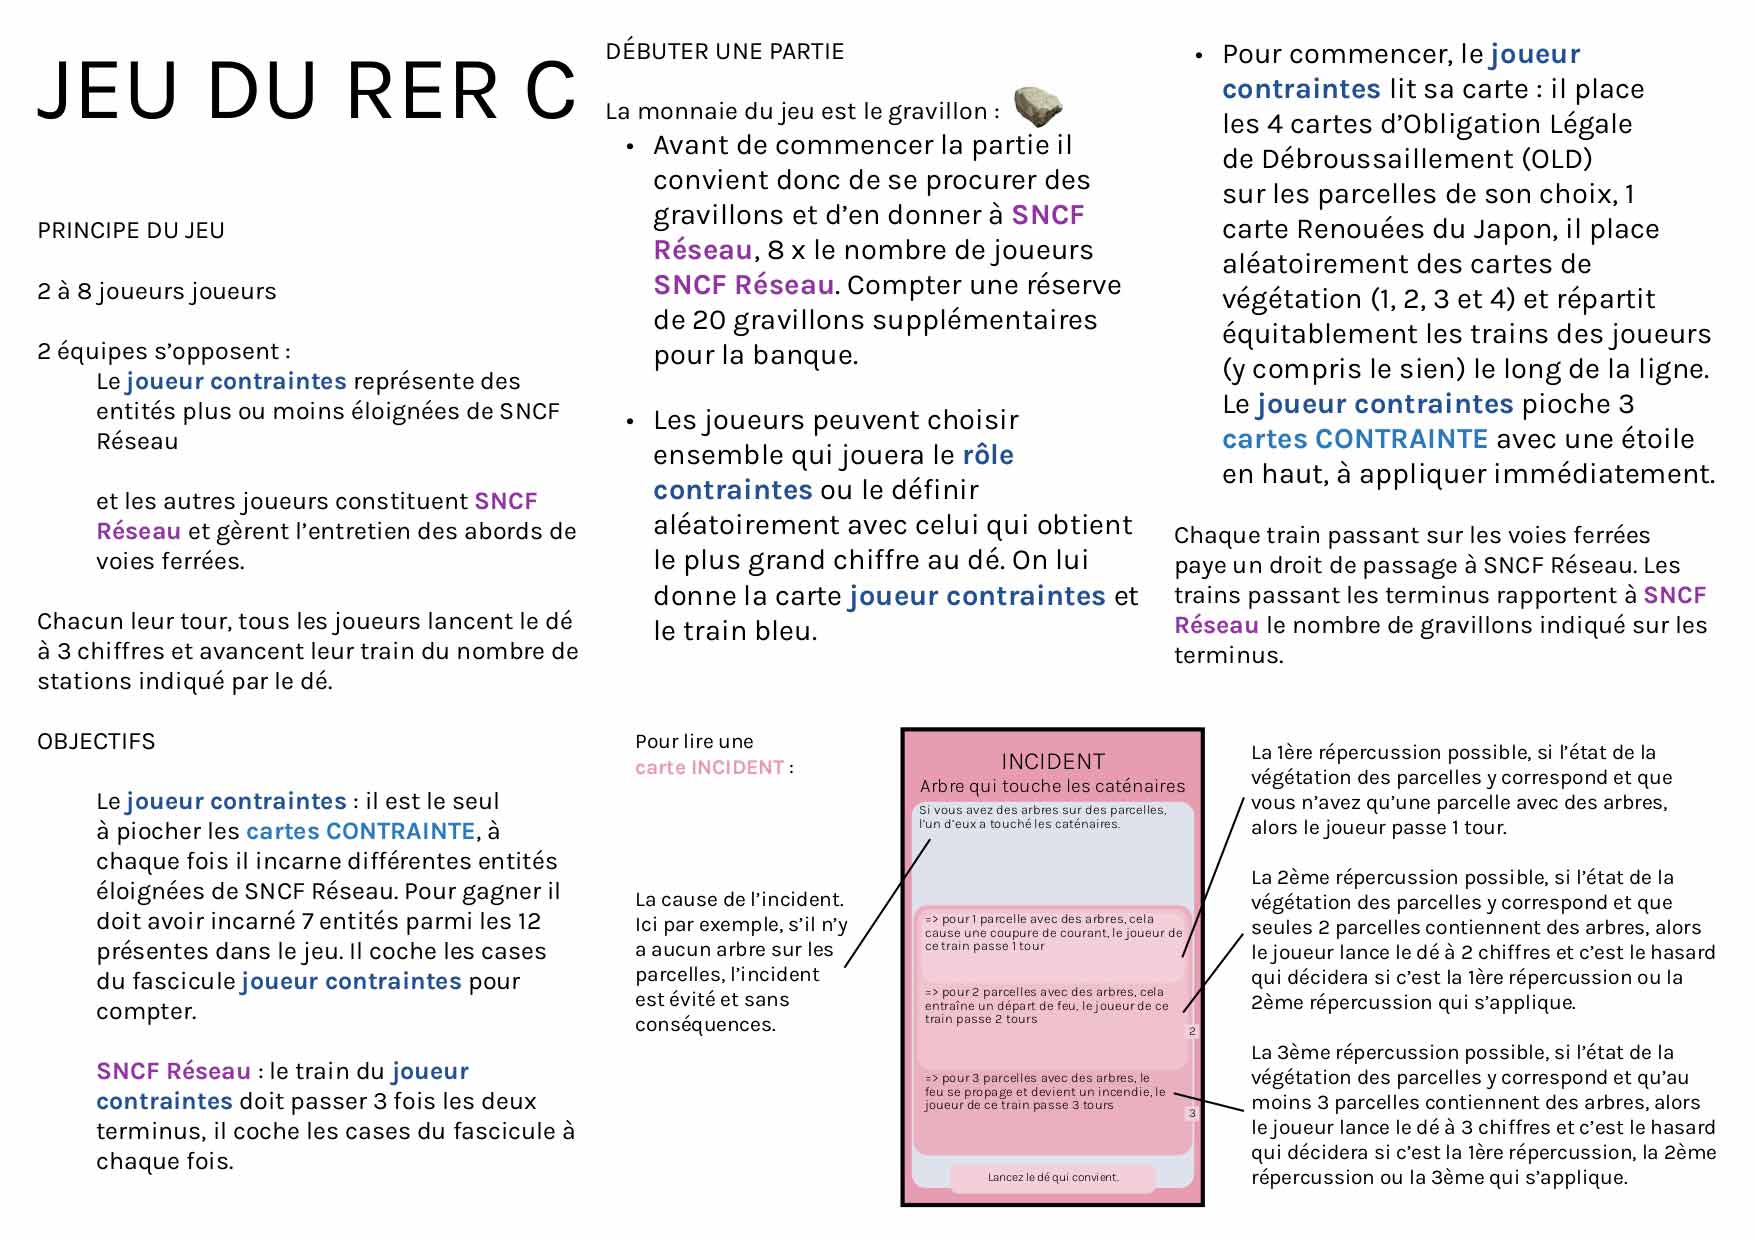 JEU DU RER C
PRINCIPE DU JEU
2 à 8 joueurs joueurs
2 équipes s'opposent :
Le joueur contraintes représente des
entités plus ou moins éloignées de SNCF
Réseau
et les autres joueurs constituent SNCF
Réseau et gèrent l'entretien des abords de
voies ferrées.
Chacun leur tour, tous les joueurs lancent le dé
à 3 chiffres et avancent leur train du nombre de
stations indiqué par le dé.
OBJECTIFS
Le joueur contraintes : il est le seul
à piocher les cartes CONTRAINTE, à
chaque fois il incarne différentes entités
éloignées de SNCF Réseau. Pour gagner il
doit avoir incarné 7 entités parmi les 12
présentes dans le jeu. Il coche les cases
du fascicule joueur contraintes pour
compter.
SNCF Réseau : le train du joueur
contraintes doit passer 3 fois les deux
terminus, il coche les cases du fascicule à
chaque fois.
DÉBUTER UNE PARTIE
La monnaie du jeu est le gravillon :
• Avant de commencer la partie il
convient donc de se procurer des
gravillons et d'en donner à SNCF
Réseau, 8 x le nombre de joueurs
SNCF Réseau. Compter une réserve
de 20 gravillons supplémentaires
pour la banque.
• Les joueurs peuvent choisir
ensemble qui jouera le rôle
contraintes ou le définir
aléatoirement avec celui qui obtient
le plus grand chiffre au dé. On lui
donne la carte joueur contraintes et
le train bleu.
• Pour commencer, le joueur
contraintes lit sa carte : il place
les 4 cartes d'Obligation Légale
de Débroussaillement (OLD)
sur les parcelles de son choix, 1
carte Renouées du Japon, il place
aléatoirement des cartes de
végétation (1, 2, 3 et 4) et répartit
équitablement les trains des joueurs
(y compris le sien) le long de la ligne.
Le joueur contraintes pioche 3
cartes CONTRAINTE avec une étoile
en haut, à appliquer immédiatement.
Chaque train passant sur les voies ferrées
paye un droit de passage à SNCF Réseau. Les
trains passant les terminus rapportent à SNCF
Réseau le nombre de gravillons indiqué sur les
terminus.
Pour lire une
carte INCIDENT :
La cause de l'incident.
Ici par exemple, s'il n'y
a aucun arbre sur les
parcelles, l'incident
est évité et sans
conséquences.
INCIDENT
Arbre qui touche les caténaires
Si vous avez des arbres sur des parcelles,
l'un d'eux a touché les caténaires.
=> pour 1 parcelle avec des arbres, cela
cause une coupure de courant, le joueur de
ce train passe 1 tour
=> pour 2 parcelles avec des arbres, cela
entraîne un départ de feu, le joueur de ce
train passe 2 tours
2
=> pour 3 parcelles avec des arbres, le
feu se propage et devient un incendie, le
joueur de ce train passe 3 tours
3
Lancez le dé qui convient.
La 1ère répercussion possible, si l'état de la
végétation des parcelles y correspond et que
vous n'avez qu'une parcelle avec des arbres,
alors le joueur passe 1 tour.
La 2ème répercussion possible, si l'état de la
végétation des parcelles y correspond et que
seules 2 parcelles contiennent des arbres, alors
le joueur lance le dé à 2 chiffres et c'est le hasard
qui décidera si c'est la 1ère répercussion ou la
2ème répercussion qui s'applique.
La 3ème répercussion possible, si l'état de la
végétation des parcelles y correspond et qu'au
moins 3 parcelles contiennent des arbres, alors
le joueur lance le dé à 3 chiffres et c'est le hasard
qui décidera si c'est la 1ère répercussion, la 2ème
répercussion ou la 3ème qui s'applique.